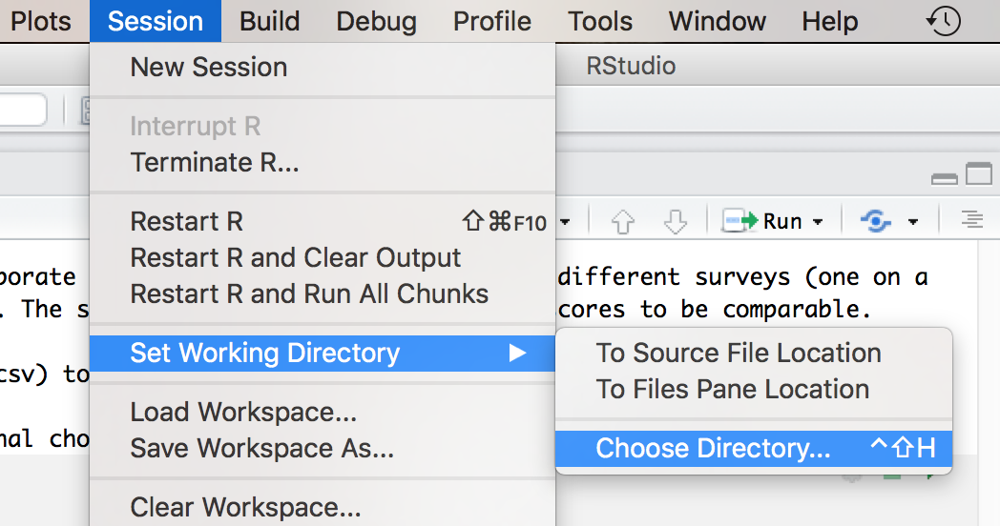 Plots Session Build Debug Profile Tools Window Help
New Session
RStudio
Interrupt R
Terminate R...
Restart R ⇧⌘F10
Run
Restart R and Clear Output
porate different surveys (one on a
Restart R and Run All Chunks
. The s cores to be comparable.
Set Working Directory ▶
To Source File Location
csv) to
To Files Pane Location
Load Workspace...
nal cho
Save Workspace As...
Choose Directory... ^⇧H
Clear Workspace...